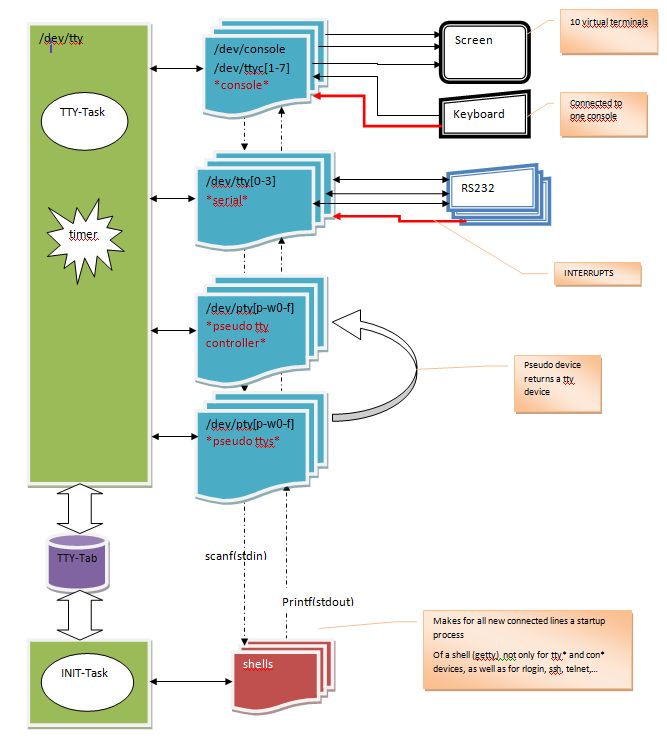 /dev/tty
TTY-Task
timer
/dev/console
/dev/ttyc[1-7]
*console*
Screen
10 virtual terminals
Keyboard
Connected to
one console
/dev/tty[0-3]
*serial*
RS232
INTERRUPTS
/dev/pty[p-w0-f]
*pseudo tty
controller*
Pseudo device
returns a tty
device
/dev/pty[p-w0-f]
*pseudo ttys*
TTY-Tab
scanf(stdin)
Printf(stdout)
INIT-Task
shells
Makes for all new connected lines a startup
process
Of a shell (getty) not only for tty* and con*
devices, as well as for rlogin, ssh, telnet,...